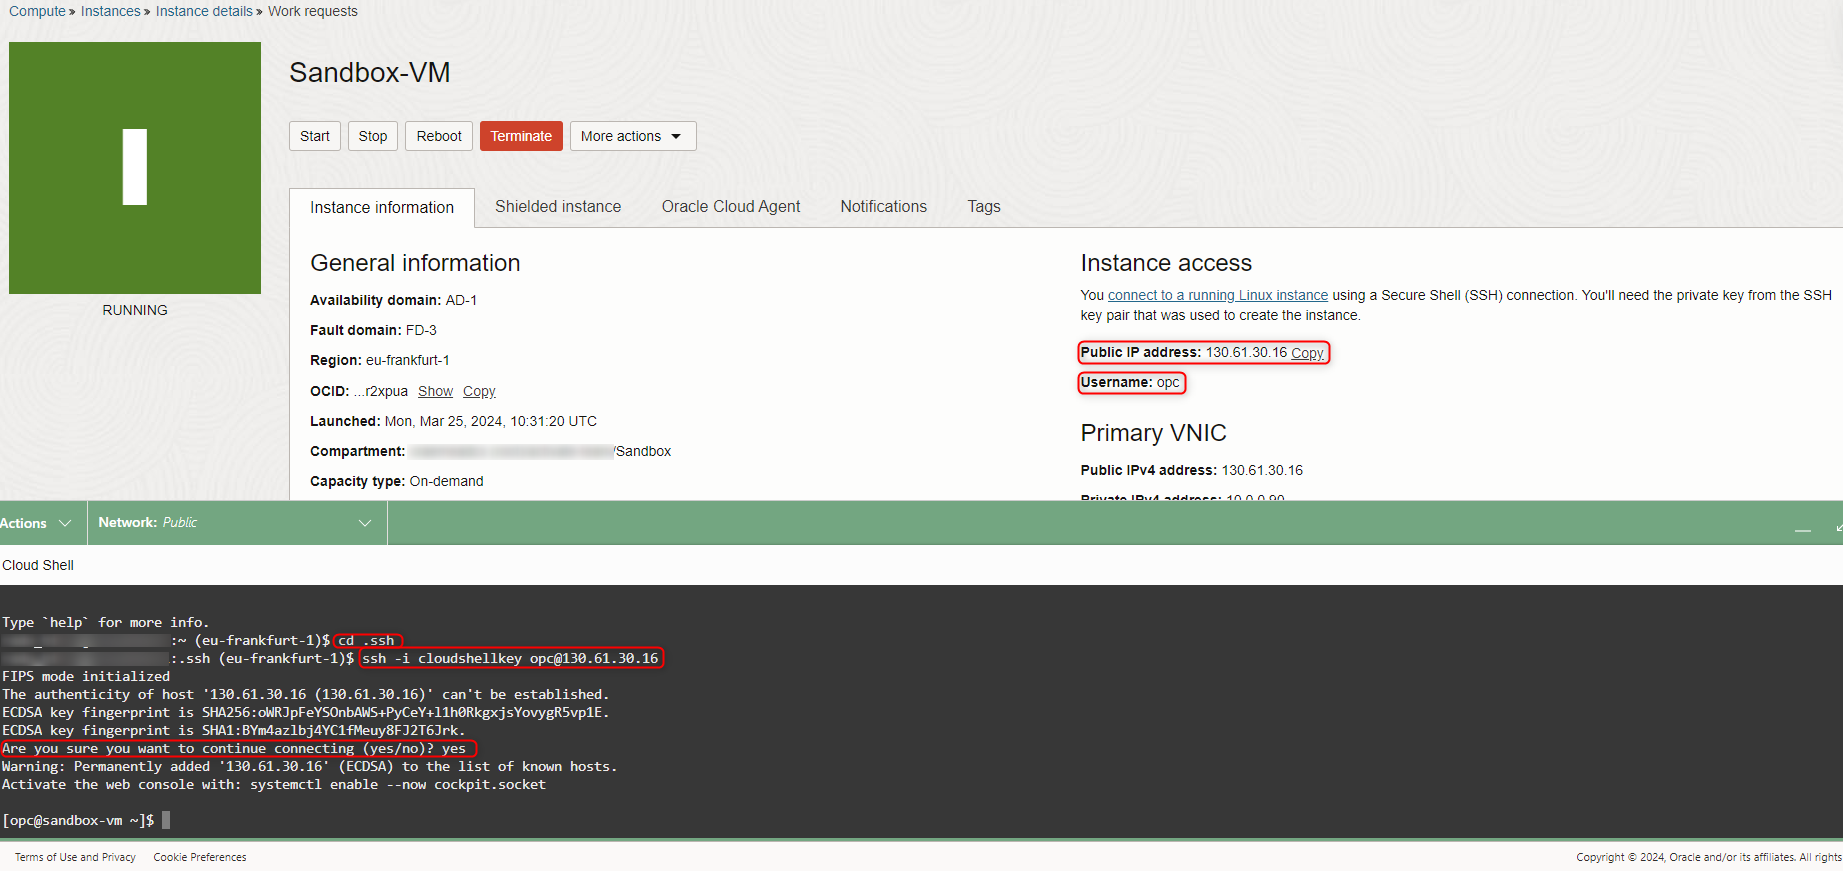 Compute » Instances » Instance details » Work requests
I
RUNNING
Sandbox-VM
Start Stop Reboot Terminate More actions
Instance information Shielded instance Oracle Cloud Agent Notifications Tags
General information
Availability domain: AD-1
Fault domain: FD-3
Region: eu-frankfurt-1
OCID: ...r2xpua Show Copy
Launched: Mon, Mar 25, 2024, 10:31:20 UTC
Compartment: /Sandbox
Capacity type: On-demand
Instance access
You connect to a running Linux instance using a Secure Shell (SSH) connection. You'll need the private key from the SSH
key pair that was used to create the instance.
Public IP address: 130.61.30.16 Copy
Username: opc
Primary VNIC
Public IPv4 address: 130.61.30.16
Private IPv4 address: 10.0.0.90
Actions Network: Public
Cloud Shell
Type `help` for more info.
:~ (eu-frankfurt-1)$ cd .ssh
:.ssh (eu-frankfurt-1)$ ssh -i cloudshellkey opc@130.61.30.16
FIPS mode initialized
The authenticity of host '130.61.30.16 (130.61.30.16)' can't be established.
ECDSA key fingerprint is SHA256:oWRJpFeYSOnbAWS+PyCeY+l1h0RkgxjsYovygR5vp1E.
ECDSA key fingerprint is SHA1:BYm4azlbj4YC1fMeuy8FJ2T6Jrk.
Are you sure you want to continue connecting (yes/no)? yes
Warning: Permanently added '130.61.30.16' (ECDSA) to the list of known hosts.
Activate the web console with: systemctl enable --now cockpit.socket
[opc@sandbox-vm ~]$
Terms of Use and Privacy Cookie Preferences
Copyright © 2024, Oracle and/or its affiliates. All rights